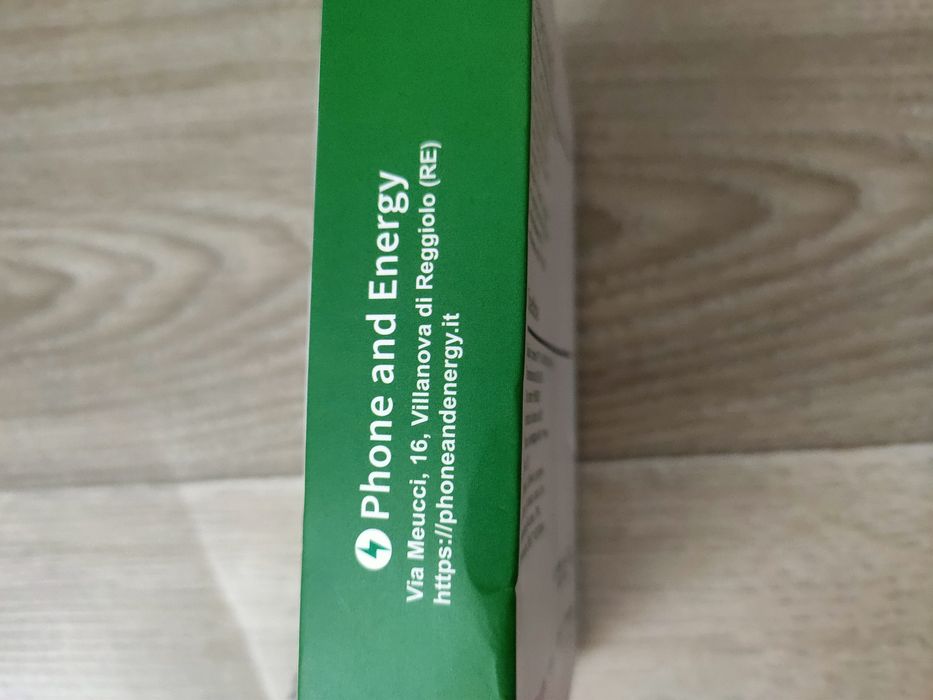 Phone and Energy
Via Meucci, 16, Villanova di Reggiolo (RE)
https://phoneandenergy.it